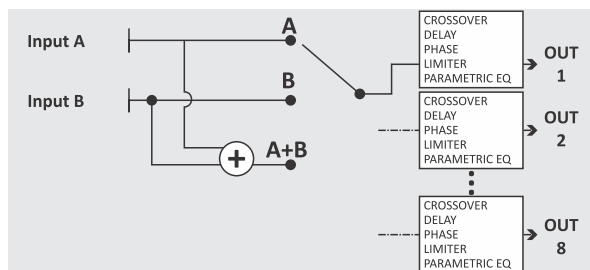 Input A
A
Input B
B
+
A+B
CROSSOVER
DELAY
PHASE
LIMITER
PARAMETRIC EQ
OUT
1
CROSSOVER
DELAY
PHASE
LIMITER
PARAMETRIC EQ
OUT
2
CROSSOVER
DELAY
PHASE
LIMITER
PARAMETRIC EQ
OUT
8